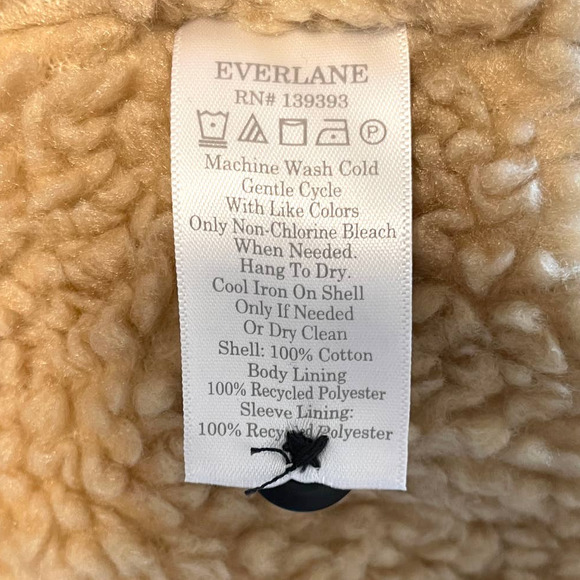 EVERLANE
RN# 139393
P
Machine Wash Cold
Gentle Cycle
With Like Colors
Only Non-Chlorine Bleach
When Needed.
Hang To Dry.
Cool Iron On Shell
Only If Needed
Or Dry Clean
Shell: 100% Cotton
Body Lining
100% Recycled Polyester
Sleeve Lining:
100% Recycled Polyester